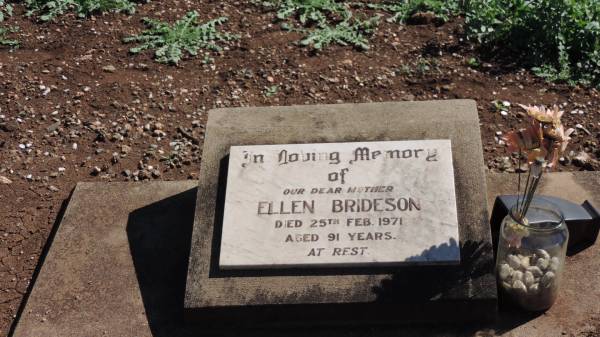 In Loving Memory
of
OUR DEAR MOTHER
ELLEN BRIDESON
DIED 25TH FEB. 1971
AGED 91 YEARS.
AT REST.